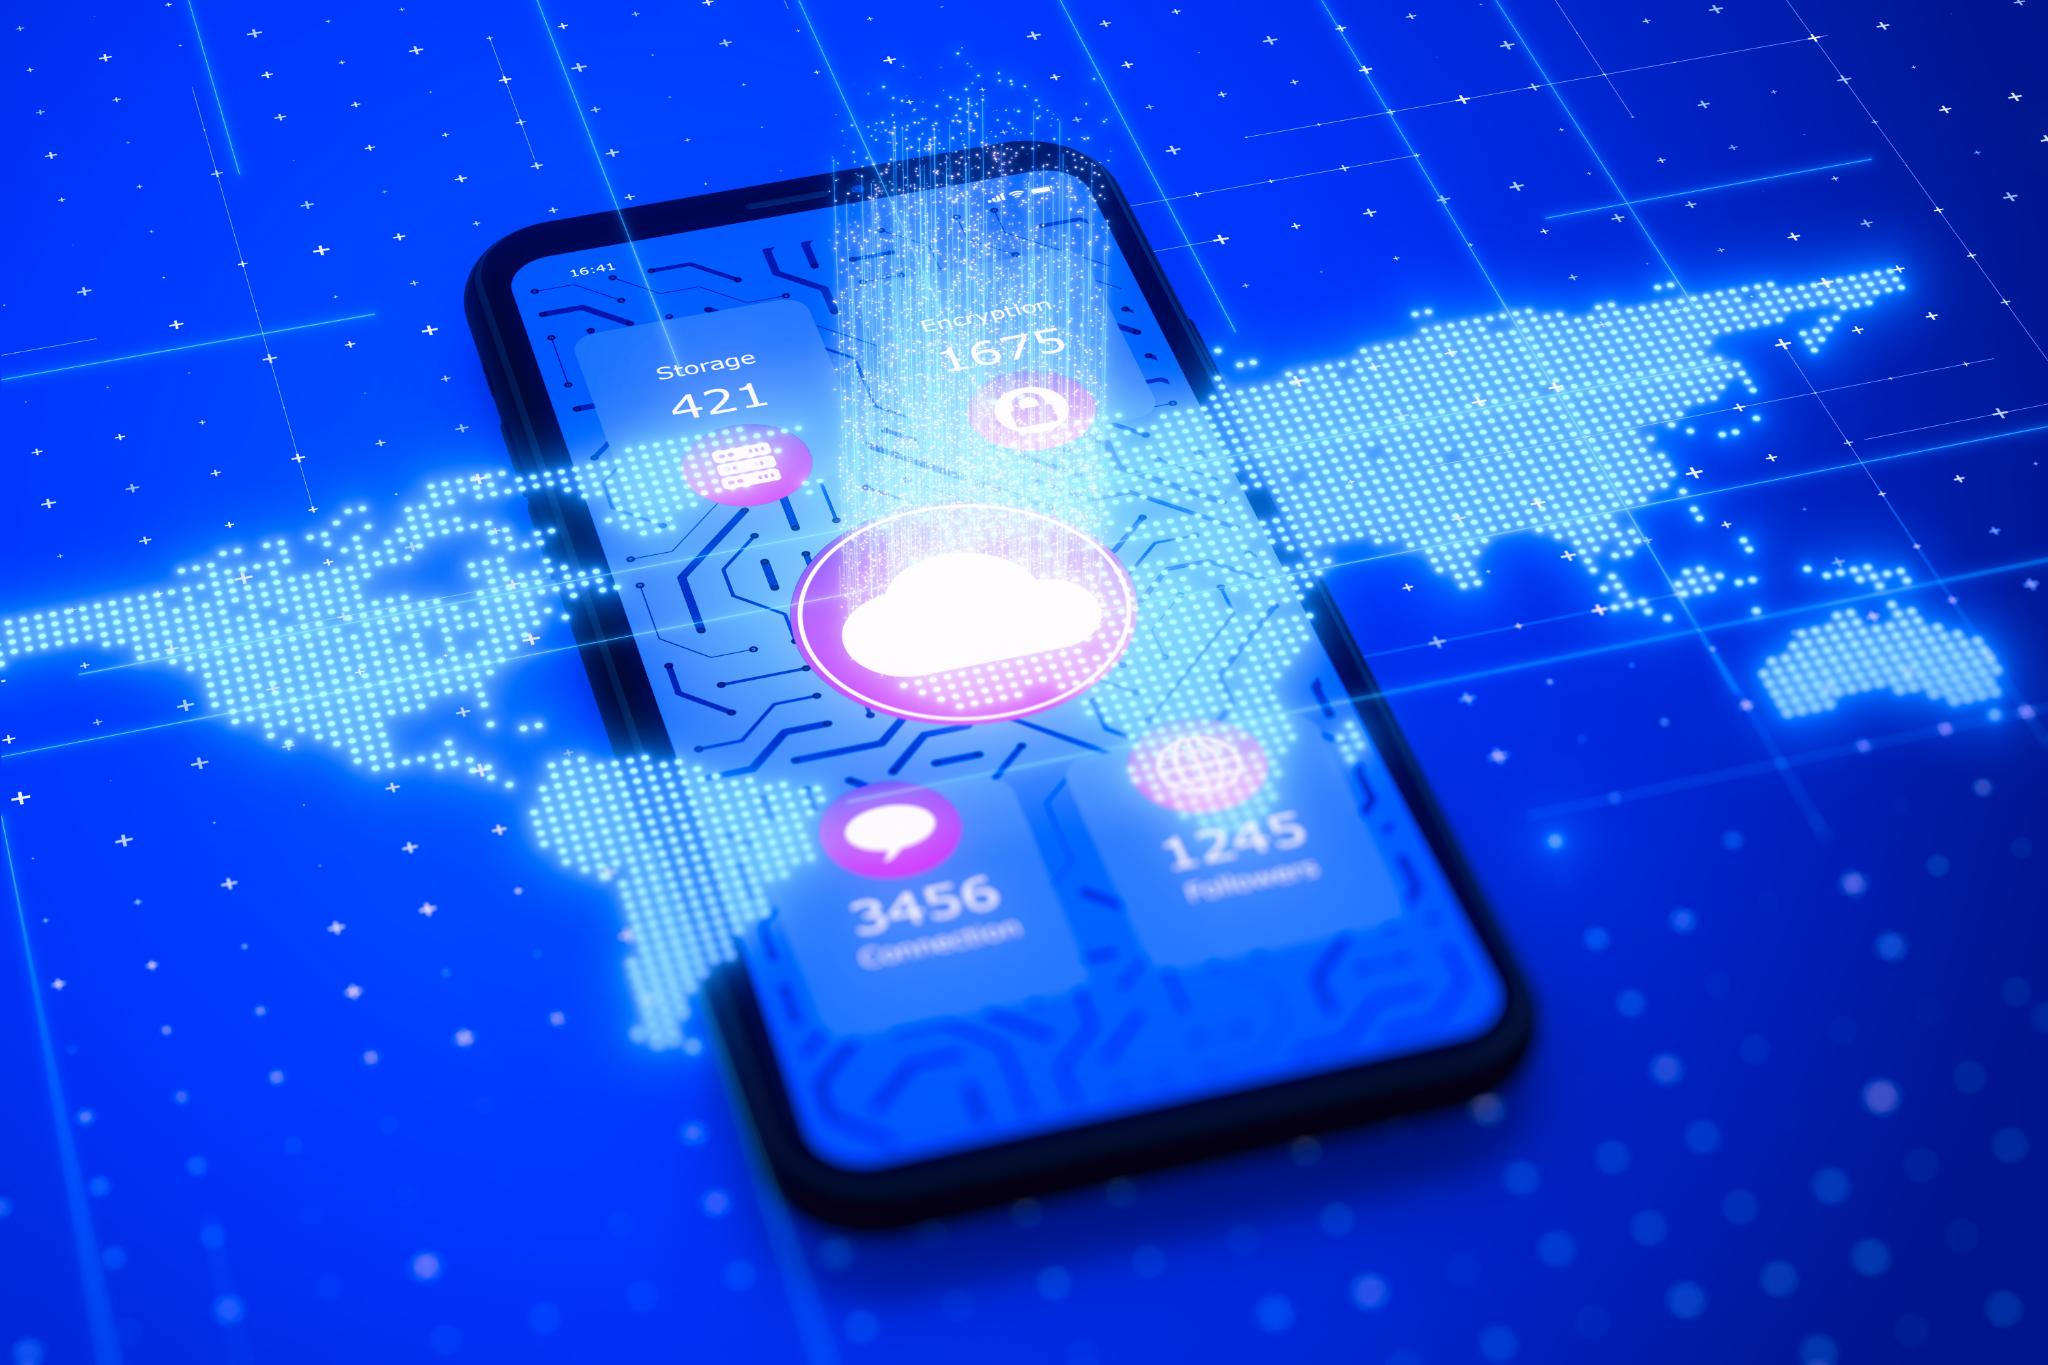 16:41
Storage
421
Encryption
1675
3456
Connection
1245
Followers